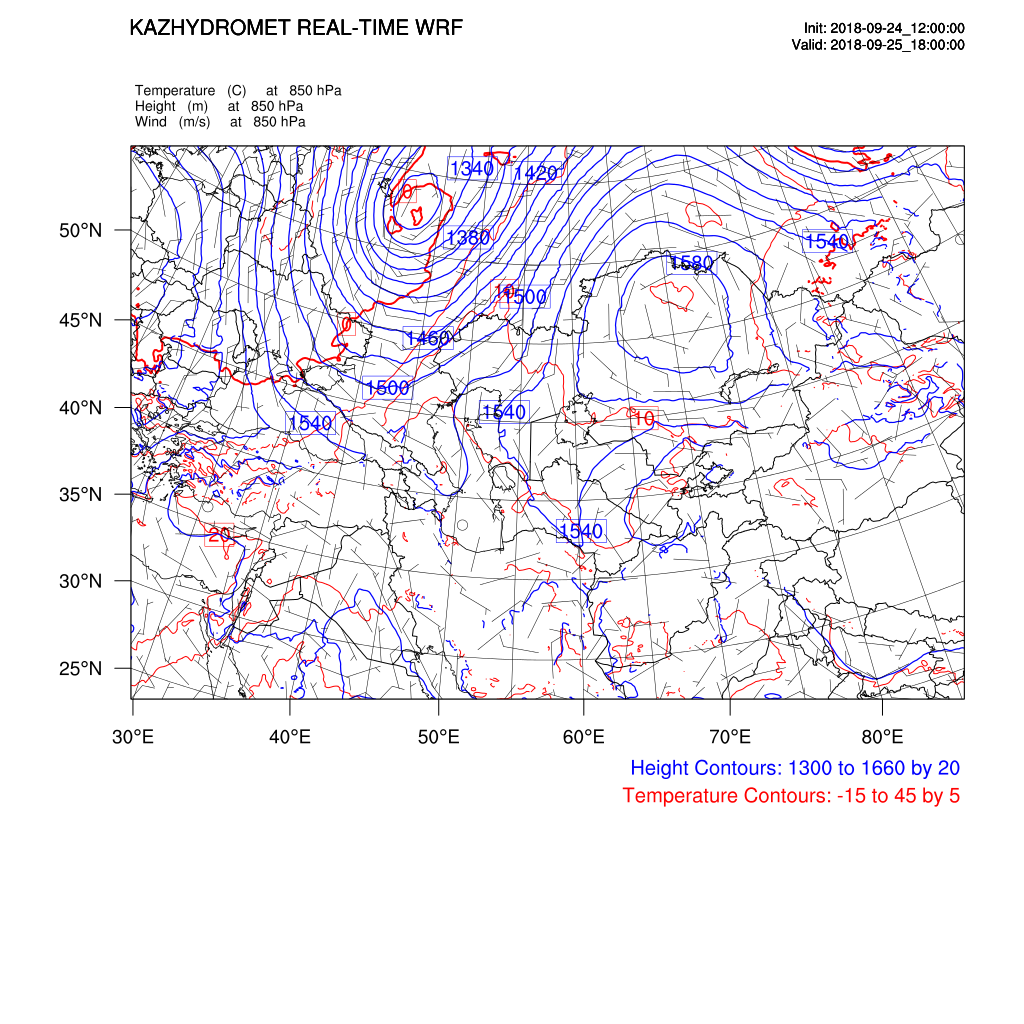 KAZHYDROMET REAL-TIME WRF
Init: 2018-09-24_12:00:00
Valid: 2018-09-25_18:00:00
Temperature (C) at 850 hPa
Height (m) at 850 hPa
Wind (m/s) at 850 hPa
1340
1420
0
50°N
1380
1540
1580
10
1500
45°N
1460
1500
40°N
1540
1540
10
35°N
20
1540
30°N
25°N
30°E
40°E
50°E
60°E
70°E
80°E
Height Contours: 1300 to 1660 by 20
Temperature Contours: -15 to 45 by 5